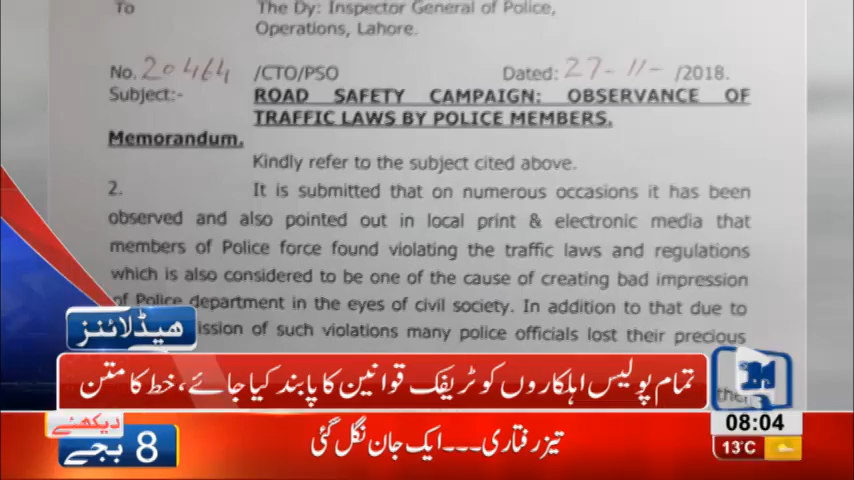 To The Dy: Inspector General of Police,
Operations, Lahore.
No. 20464 /CTO/PSO Dated: 27-11- /2018.
Subject:- ROAD SAFETY CAMPAIGN: OBSERVANCE OF
TRAFFIC LAWS BY POLICE MEMBERS.
Memorandum.
Kindly refer to the subject cited above.
2. It is submitted that on numerous occasions it has been
observed and also pointed out in local print & electronic media that
members of Police force found violating the traffic laws and regulations
which is also considered to be one of the cause of creating bad impression
of Police department in the eyes of civil society. In addition to that due to
ission of such violations many police officials lost their precious
ہیڈلائنز
تمام پولیس اہلکاروں کو ٹریفک قوانین کا پابند کیا جائے، خط کا متن
دیکھئے
8 بجے
تیز رفتاری۔۔۔ ایک جان نگل گئی
08:04
13°C